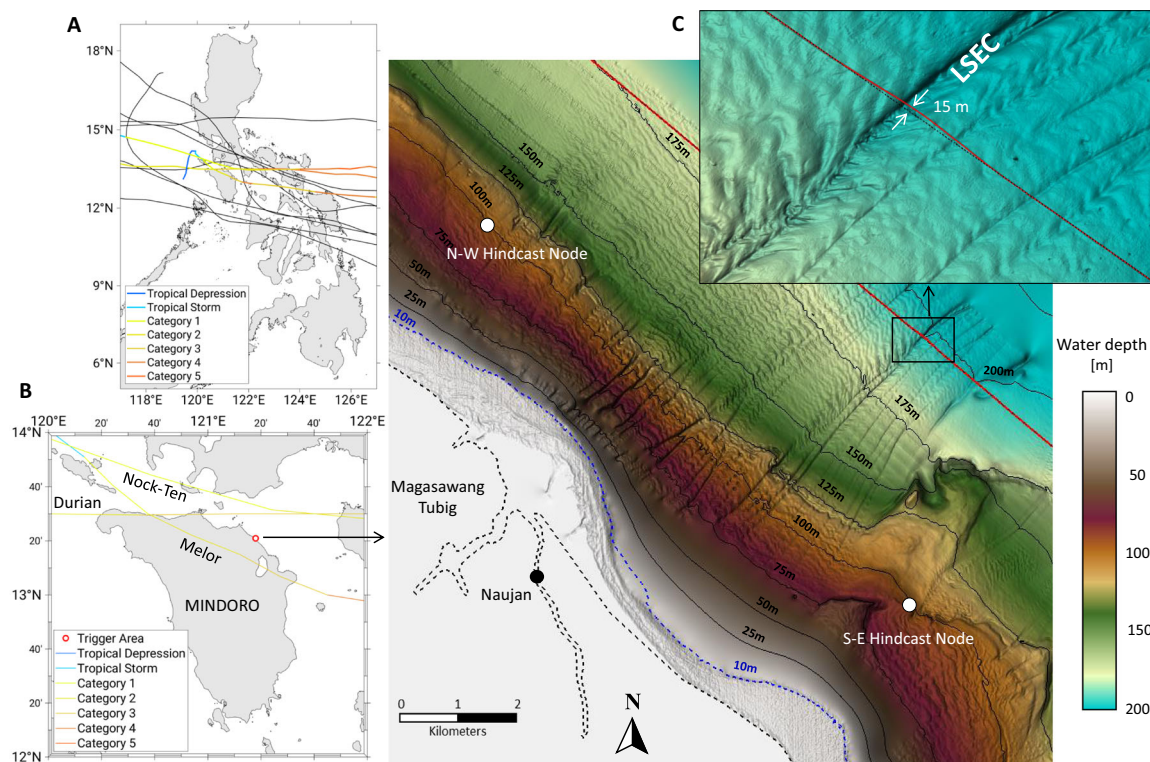 A
18°N
15°N
12°N
9°N
6°N
118°E 120°E 122°E 124°E 126°E
Tropical Depression
Tropical Storm
Category 1
Category 2
Category 3
Category 4
Category 5
B
120°E 20' 40' 121°E 20' 40' 122°E
14°N
40'
20'
13°N
40'
20'
12°N
Nock-Ten
Durian
Melor
MINDORO
Trigger Area
Tropical Depression
Tropical Storm
Category 1
Category 2
Category 3
Category 4
Category 5
175m
150m
125m
100m
75m
50m
25m
10m
N-W Hindcast Node
Magasawang
Tubig
Naujan
0 1 2
Kilometers
N
200m
175m
150m
125m
100m
75m
50m
25m
10m
S-E Hindcast Node
C
LSEC
15 m
Water depth
[m]
0
50
100
150
200